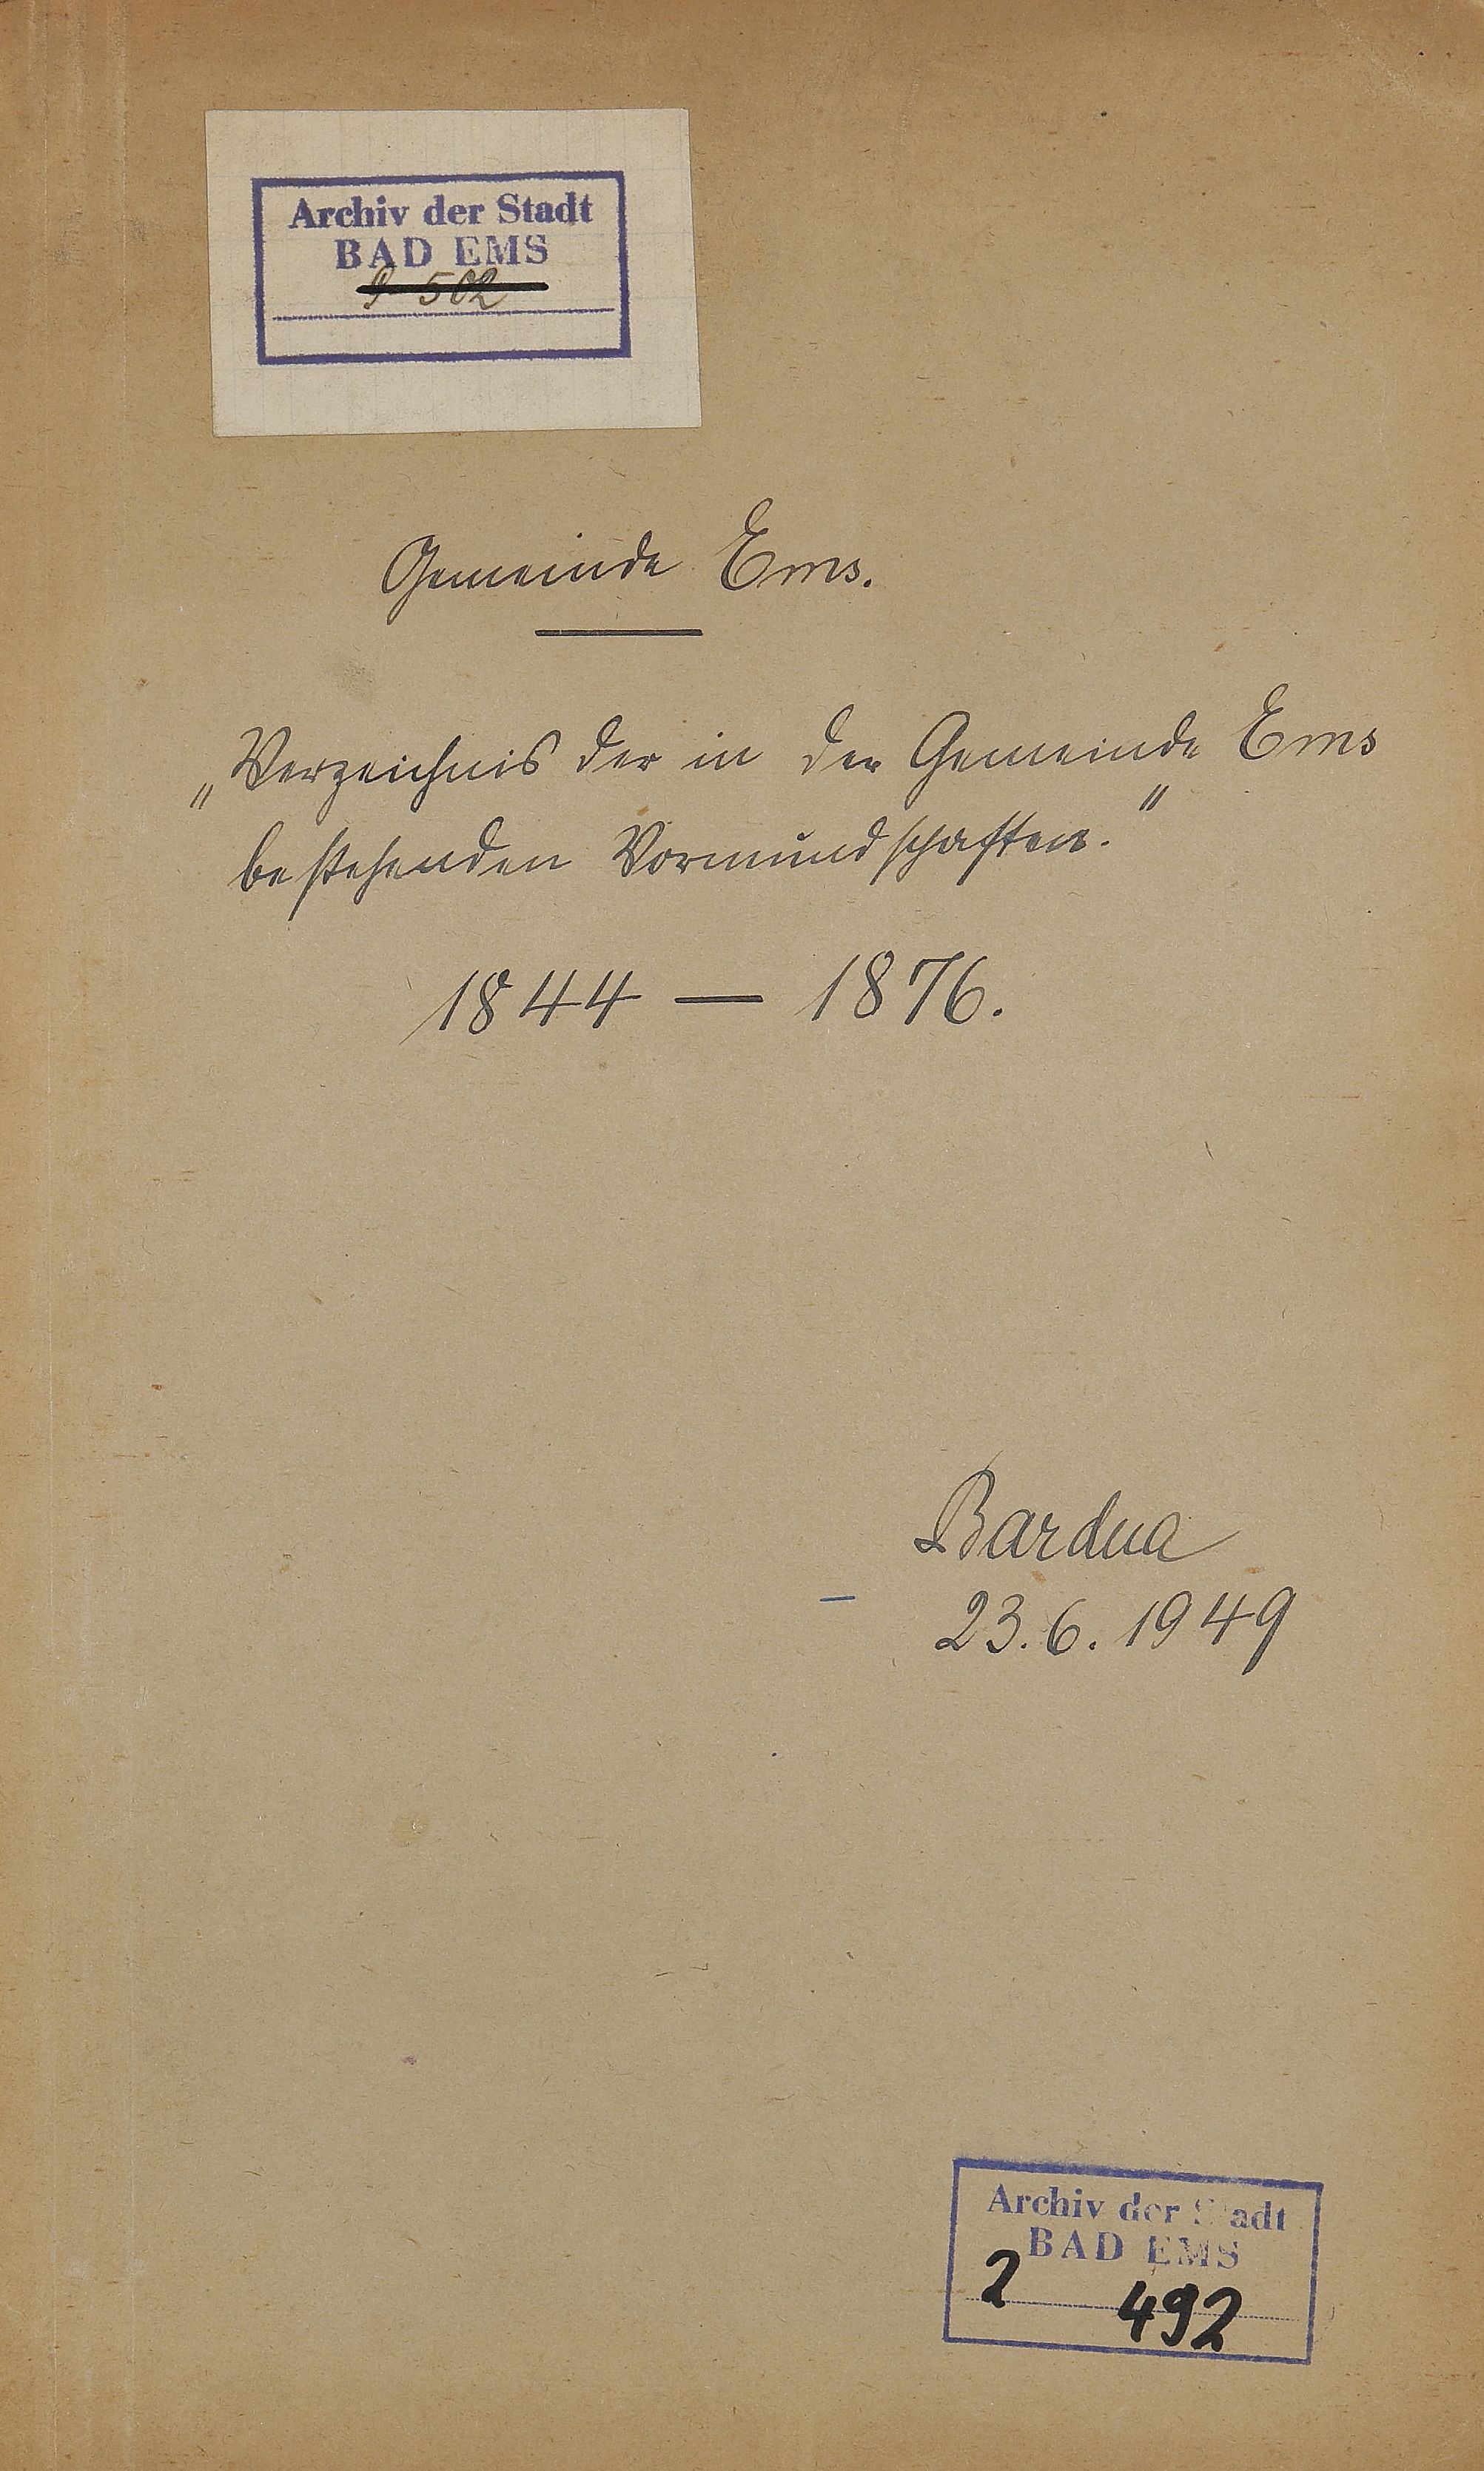 Archiv der Stadt
BAD EMS
502
Gemeinde Ems.
„Verzeichnis der in der Gemeinde Ems
bestehenden Vormundschaften."
1844 — 1876.
Bardua
23.6.1949
Archiv der Stadt
BAD EMS
2 492